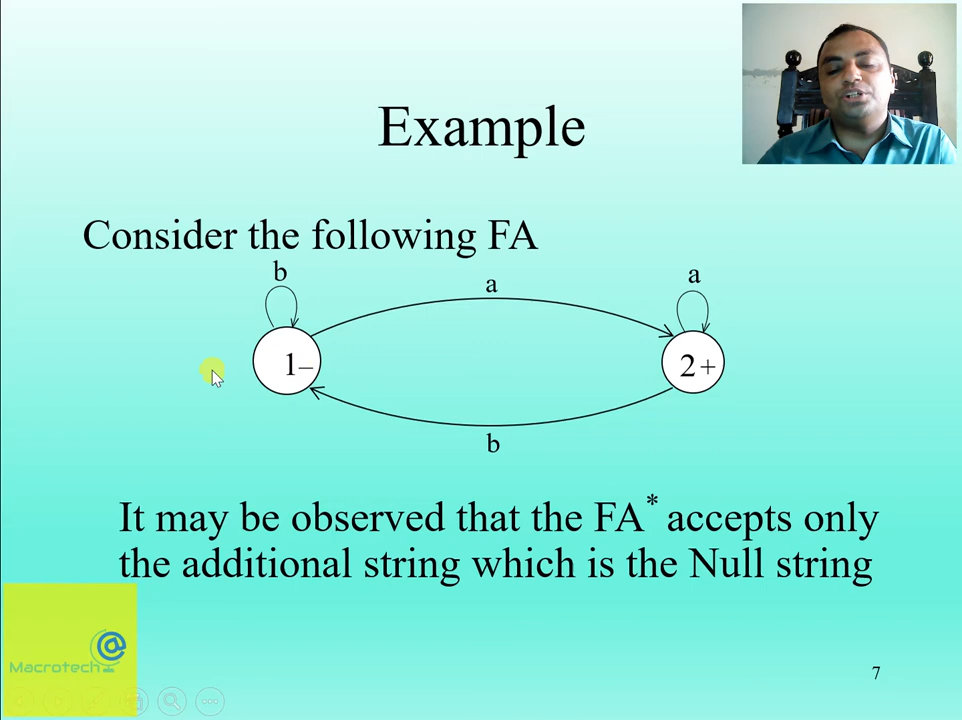 Example
Consider the following FA
b
a
a
1–
2+
b
It may be observed that the FA* accepts only
the additional string which is the Null string
Macrotech
7